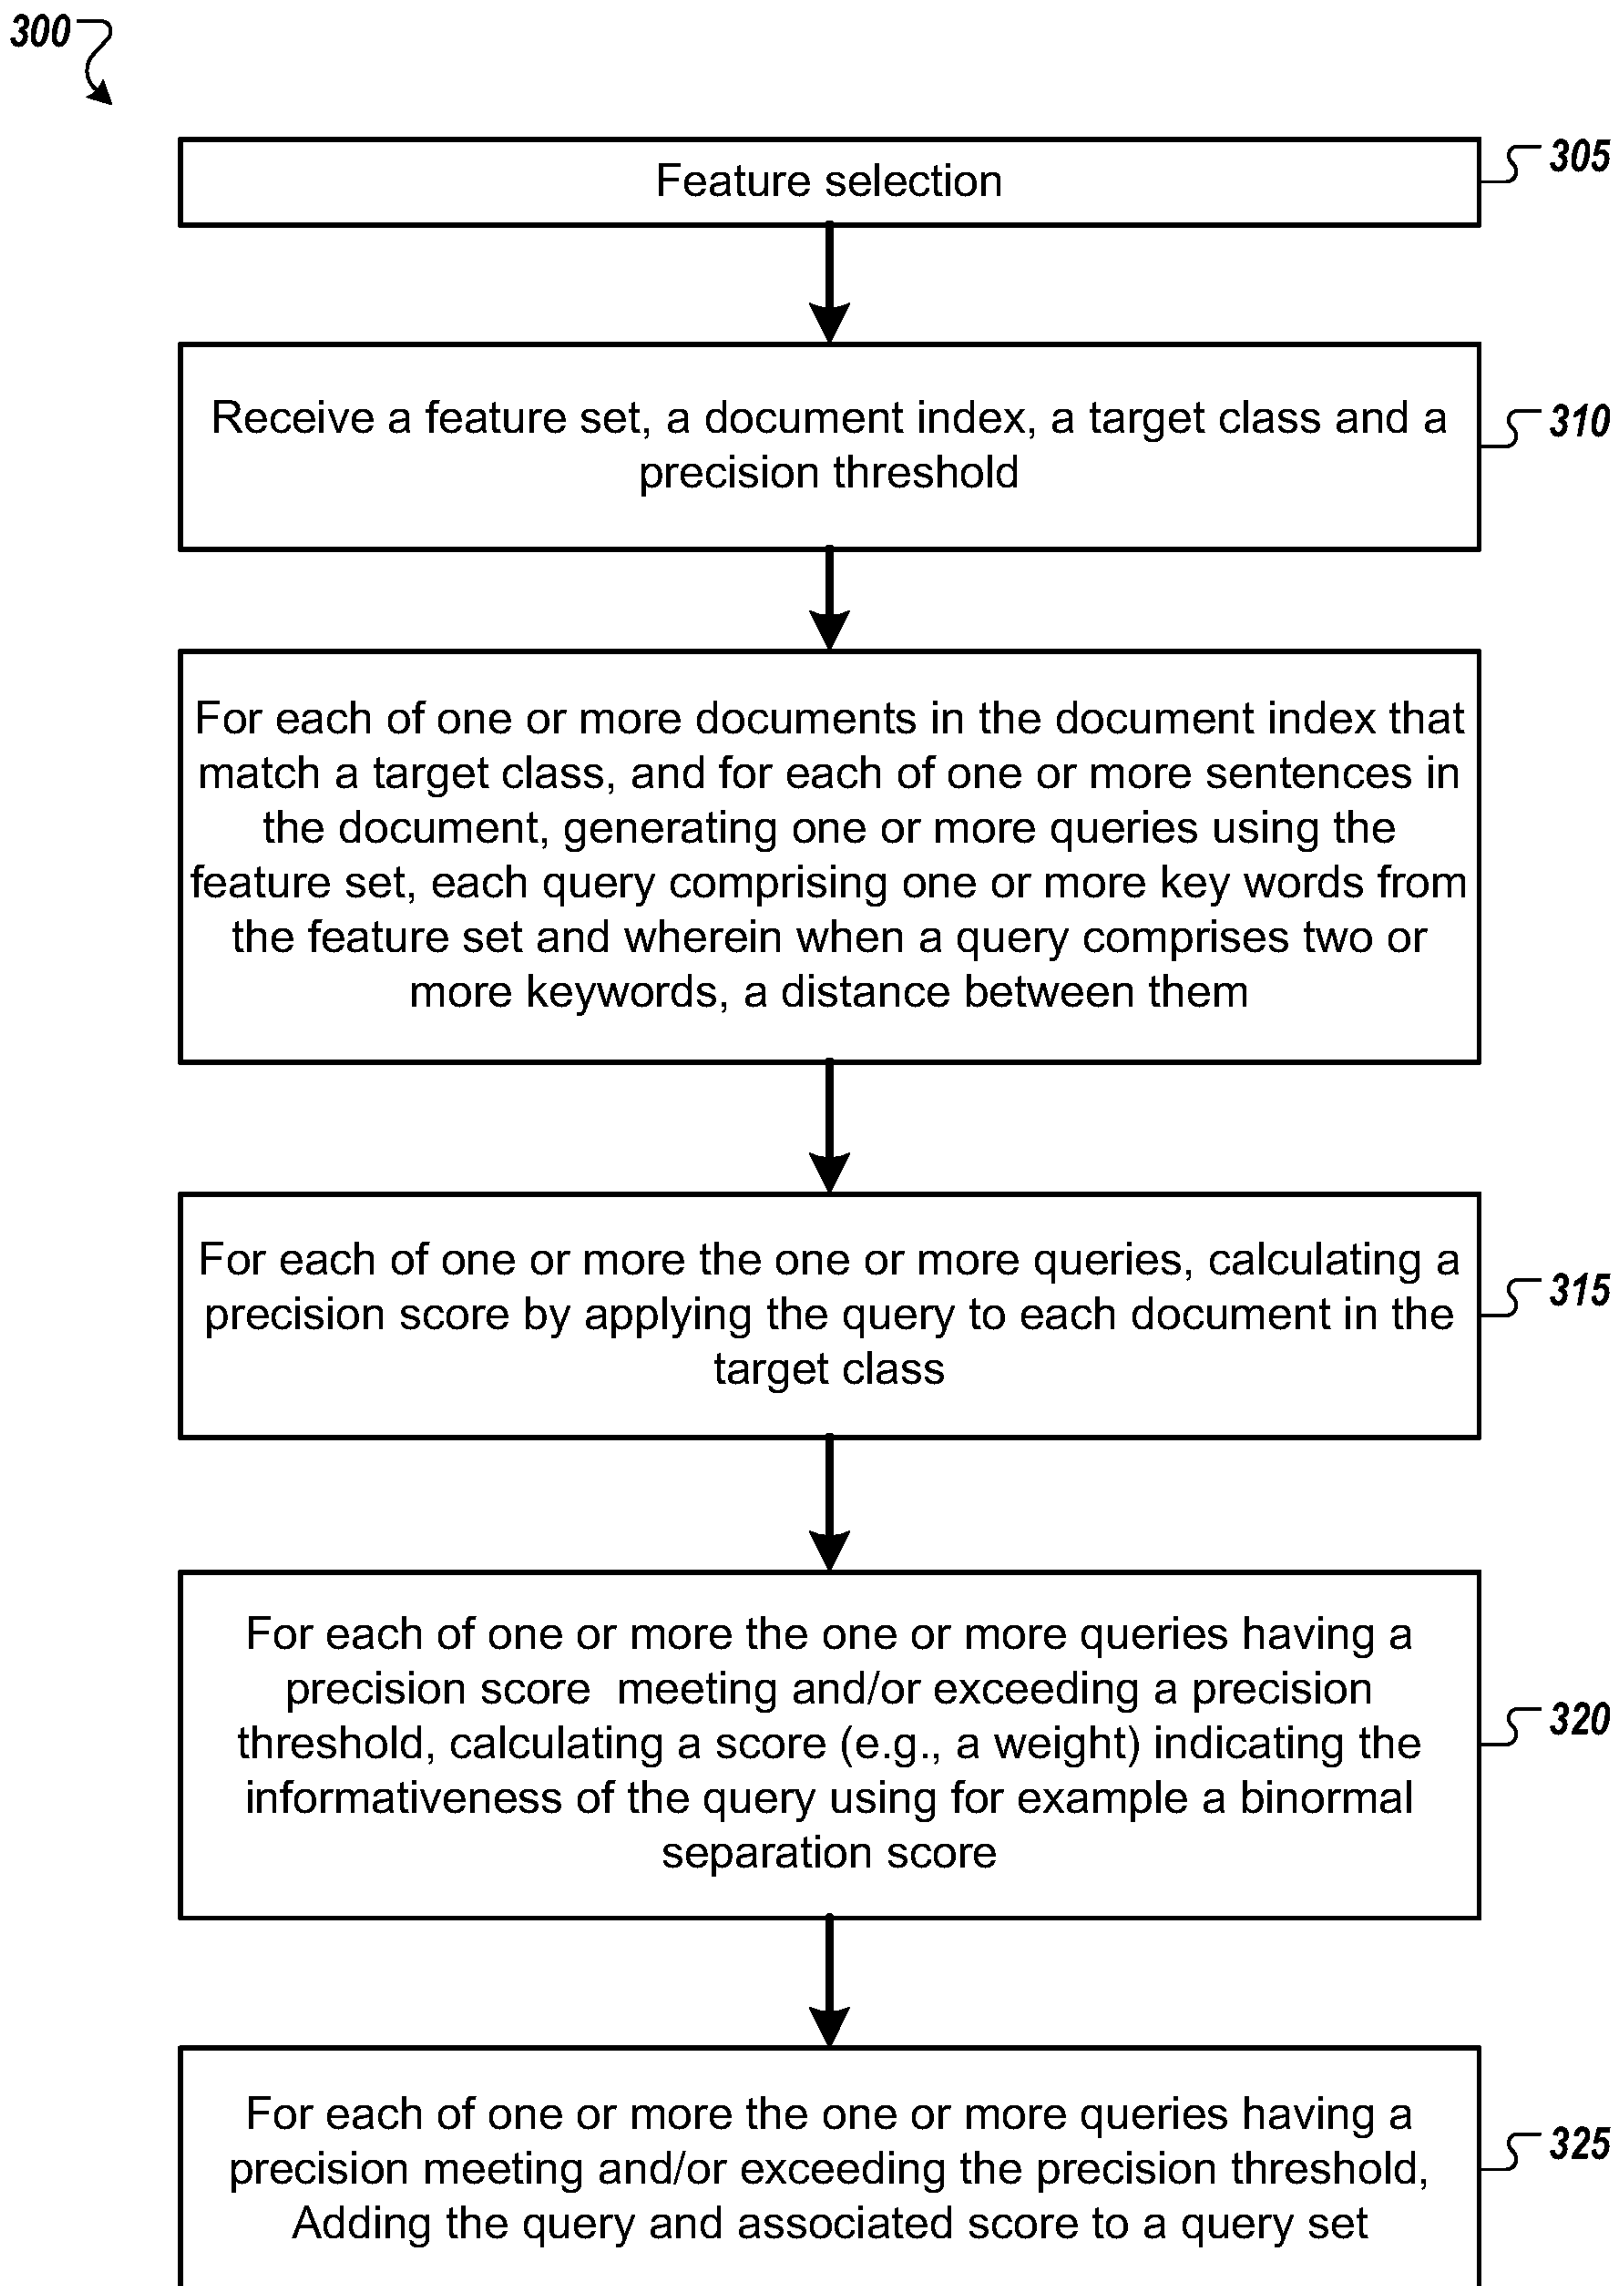 300
Feature selection
305
Receive a feature set, a document index, a target class and a
precision threshold
310
For each of one or more documents in the document index that
match a target class, and for each of one or more sentences in
the document, generating one or more queries using the
feature set, each query comprising one or more key words from
the feature set and wherein when a query comprises two or
more keywords, a distance between them
For each of one or more the one or more queries, calculating a
precision score by applying the query to each document in the
target class
315
For each of one or more the one or more queries having a
precision score meeting and/or exceeding a precision
threshold, calculating a score (e.g., a weight) indicating the
informativeness of the query using for example a binormal
separation score
320
For each of one or more the one or more queries having a
precision meeting and/or exceeding the precision threshold,
Adding the query and associated score to a query set
325